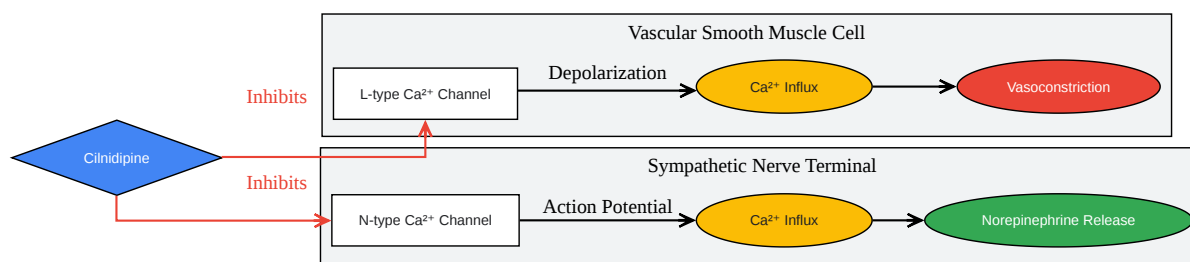 Vascular Smooth Muscle Cell
Inhibits
L-type Ca²⁺ Channel
Depolarization
Ca²⁺ Influx
Vasoconstriction
Cilnidipine
Sympathetic Nerve Terminal
Inhibits
N-type Ca²⁺ Channel
Action Potential
Ca²⁺ Influx
Norepinephrine Release